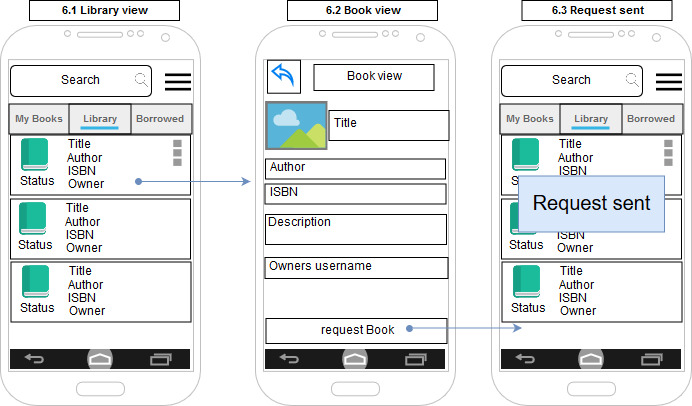 6.1 Library view
Search
My Books
Library
Borrowed
Title
Author
ISBN
Owner
Status
Title
Author
ISBN
Owner
Status
Title
Author
ISBN
Owner
Status
6.2 Book view
Book view
Title
Author
ISBN
Description
Owners username
request Book
6.3 Request sent
Search
My Books
Library
Borrowed
Title
Author
ISBN
Request sent
Owner
Status
Title
Author
ISBN
Owner
Status